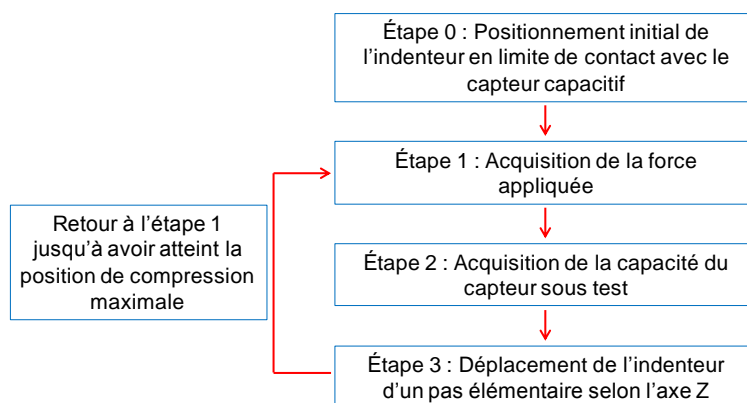 Étape 0 : Positionnement initial de
l’indenteur en limite de contact avec le
capteur capacitif
Étape 1 : Acquisition de la force
appliquée
Retour à l’étape 1
jusqu’à avoir atteint la
position de compression
maximale
Étape 2 : Acquisition de la capacité du
capteur sous test
Étape 3 : Déplacement de l’indenteur
d’un pas élémentaire selon l’axe Z